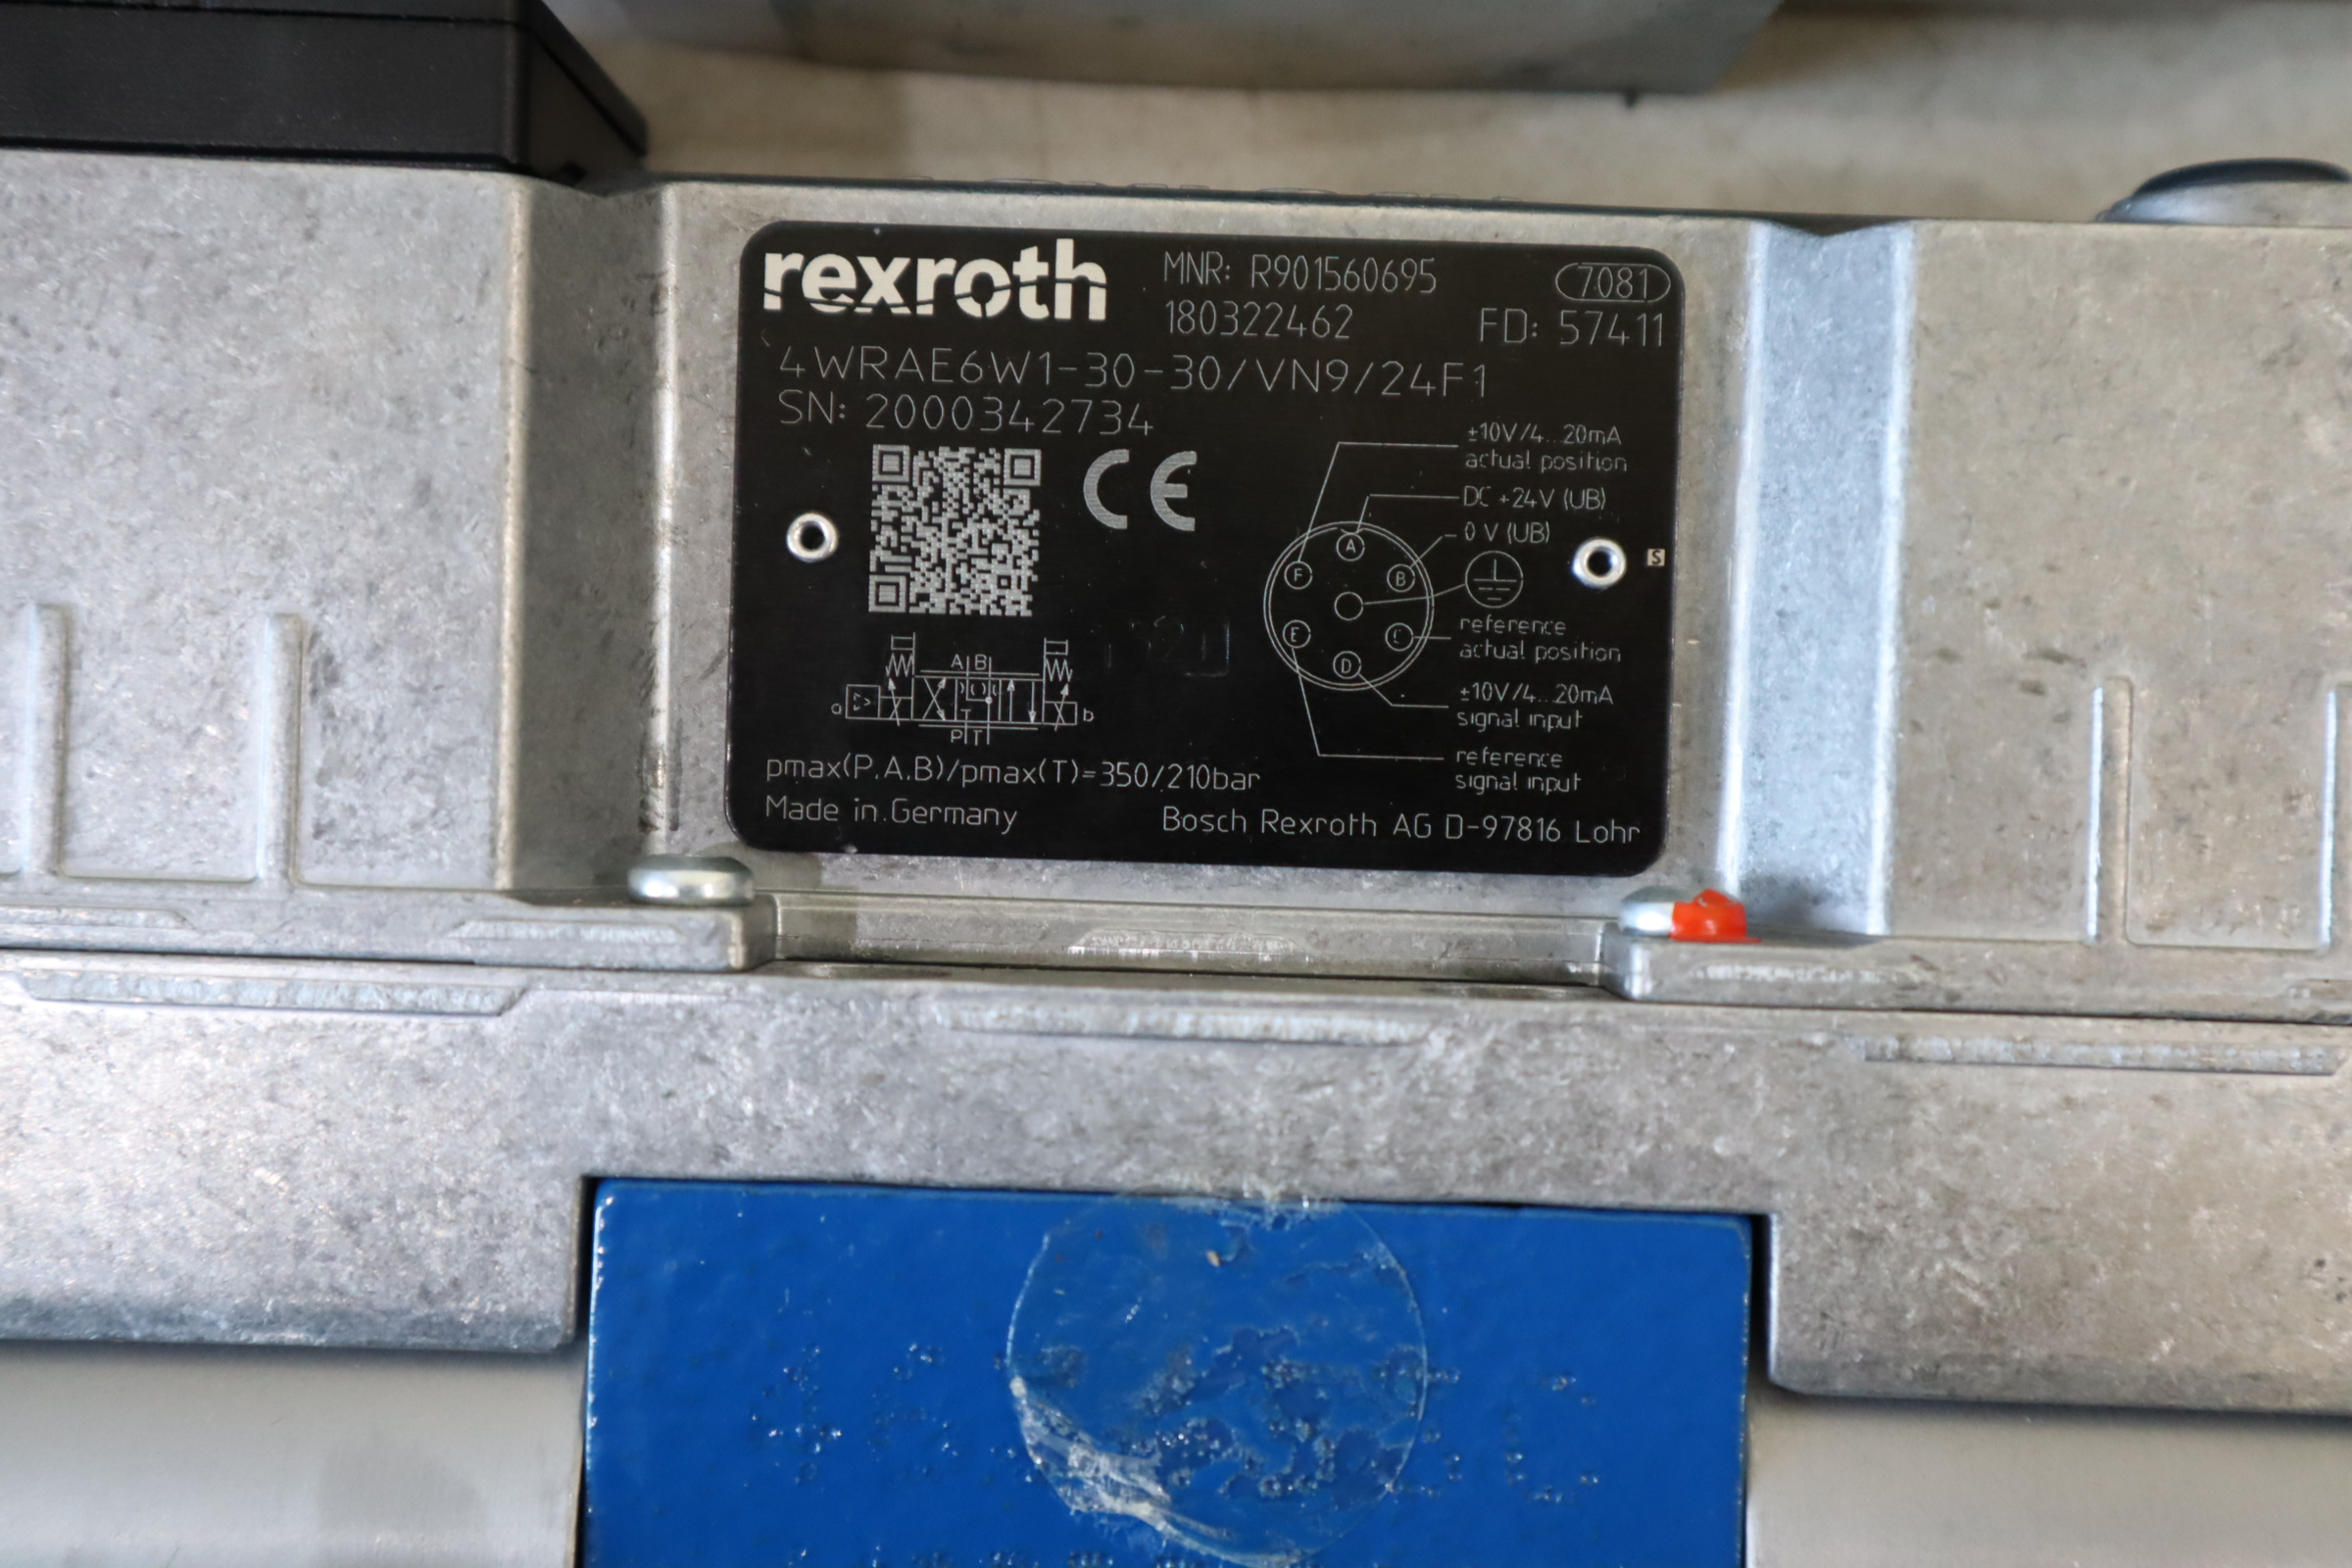 rexroth
MNR: R901560695
7081
180322462
FD: 57411
4WRAE6W1-30-30/VN9/24F1
SN: 2000342734
CE
±10V/4...20mA
actual position
DC +24V (UB)
0 V (UB)
A
F
B
S
E
C
D
reference
actual position
±10V/4...20mA
signal input
reference
signal input
A B
a
b
P T
pmax(P.A.B)/pmax(T)=350/210bar
Made in Germany
Bosch Rexroth AG D-97816 Lohr